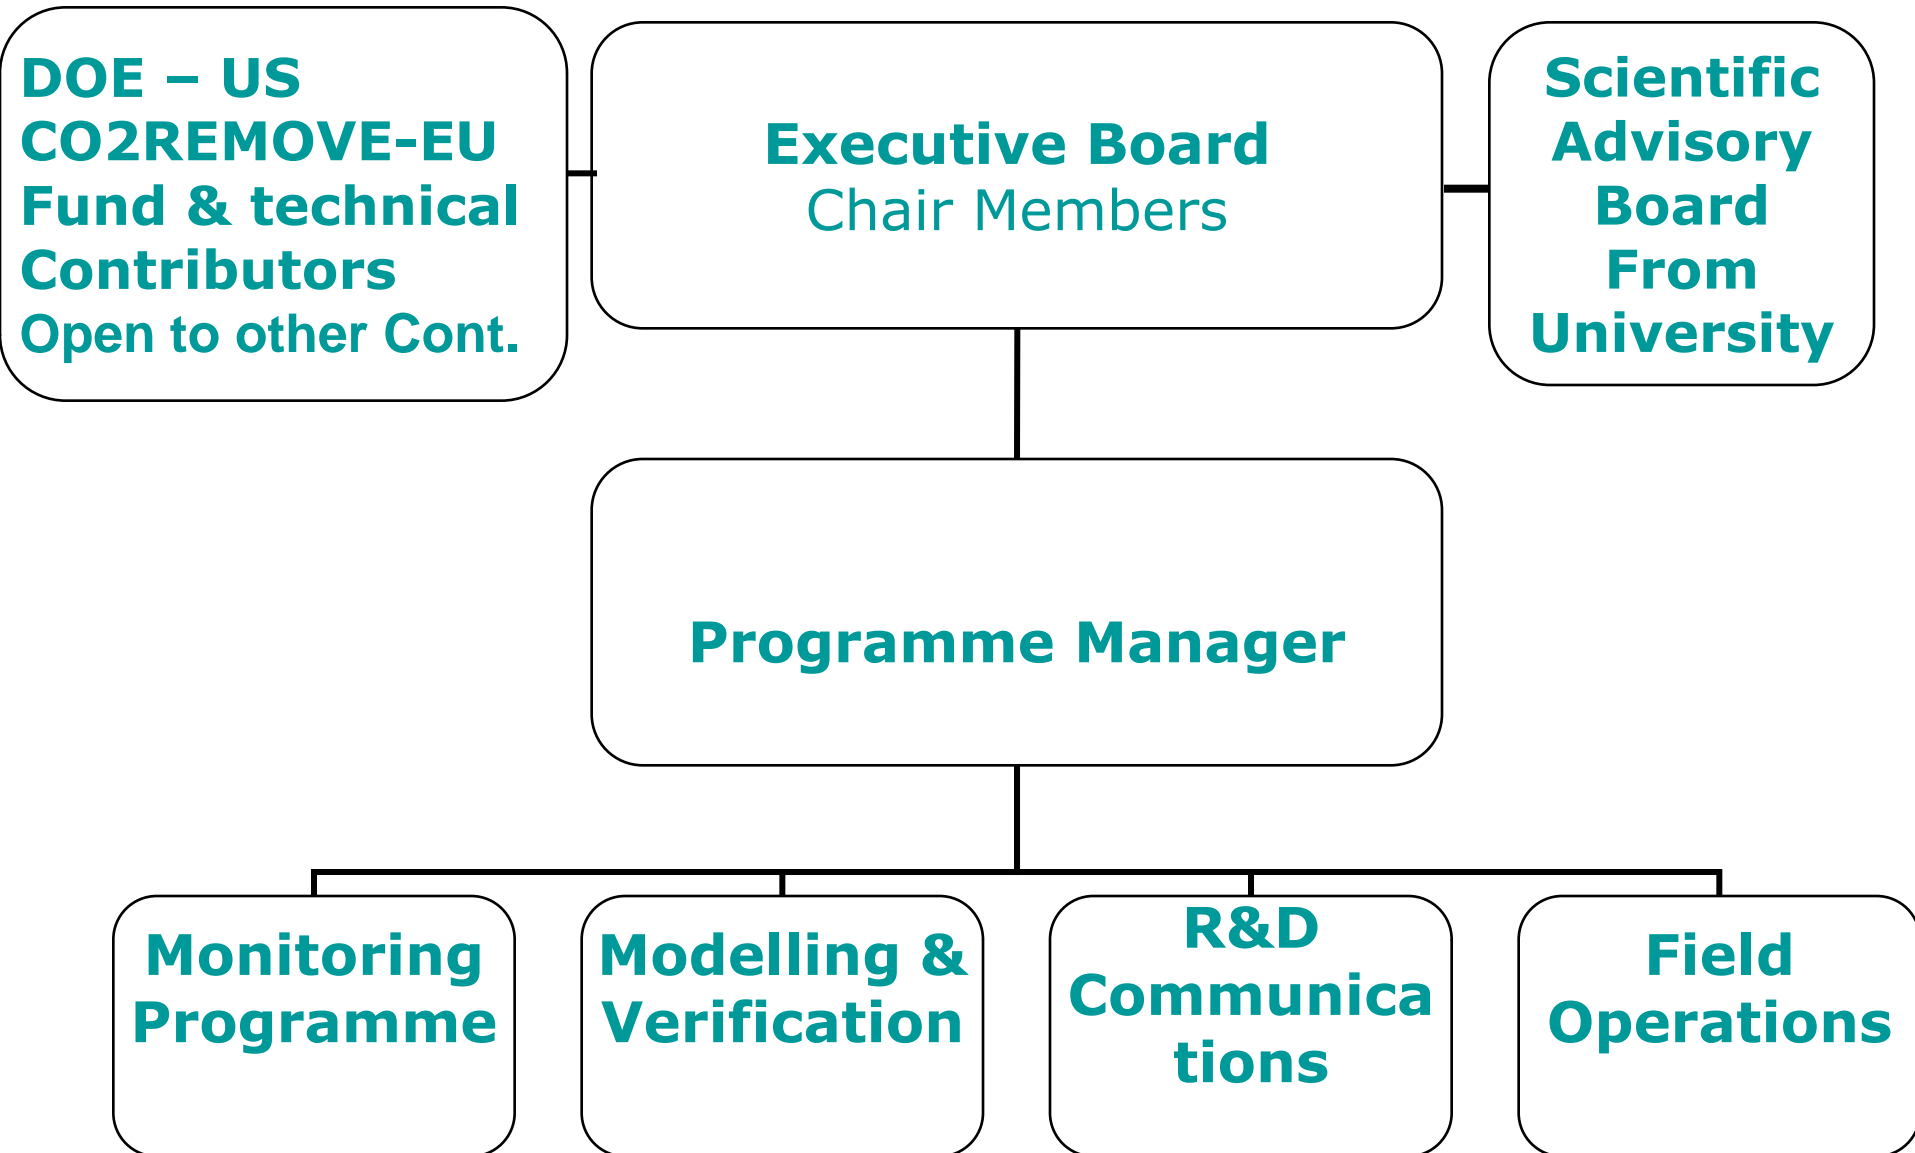 DOE – US
CO2REMOVE-EU
Fund & technical
Contributors
Open to other Cont.
Executive Board
Chair Members
Scientific
Advisory
Board
From
University
Programme Manager
Monitoring
Programme
Modelling &
Verification
R&D
Communica
tions
Field
Operations